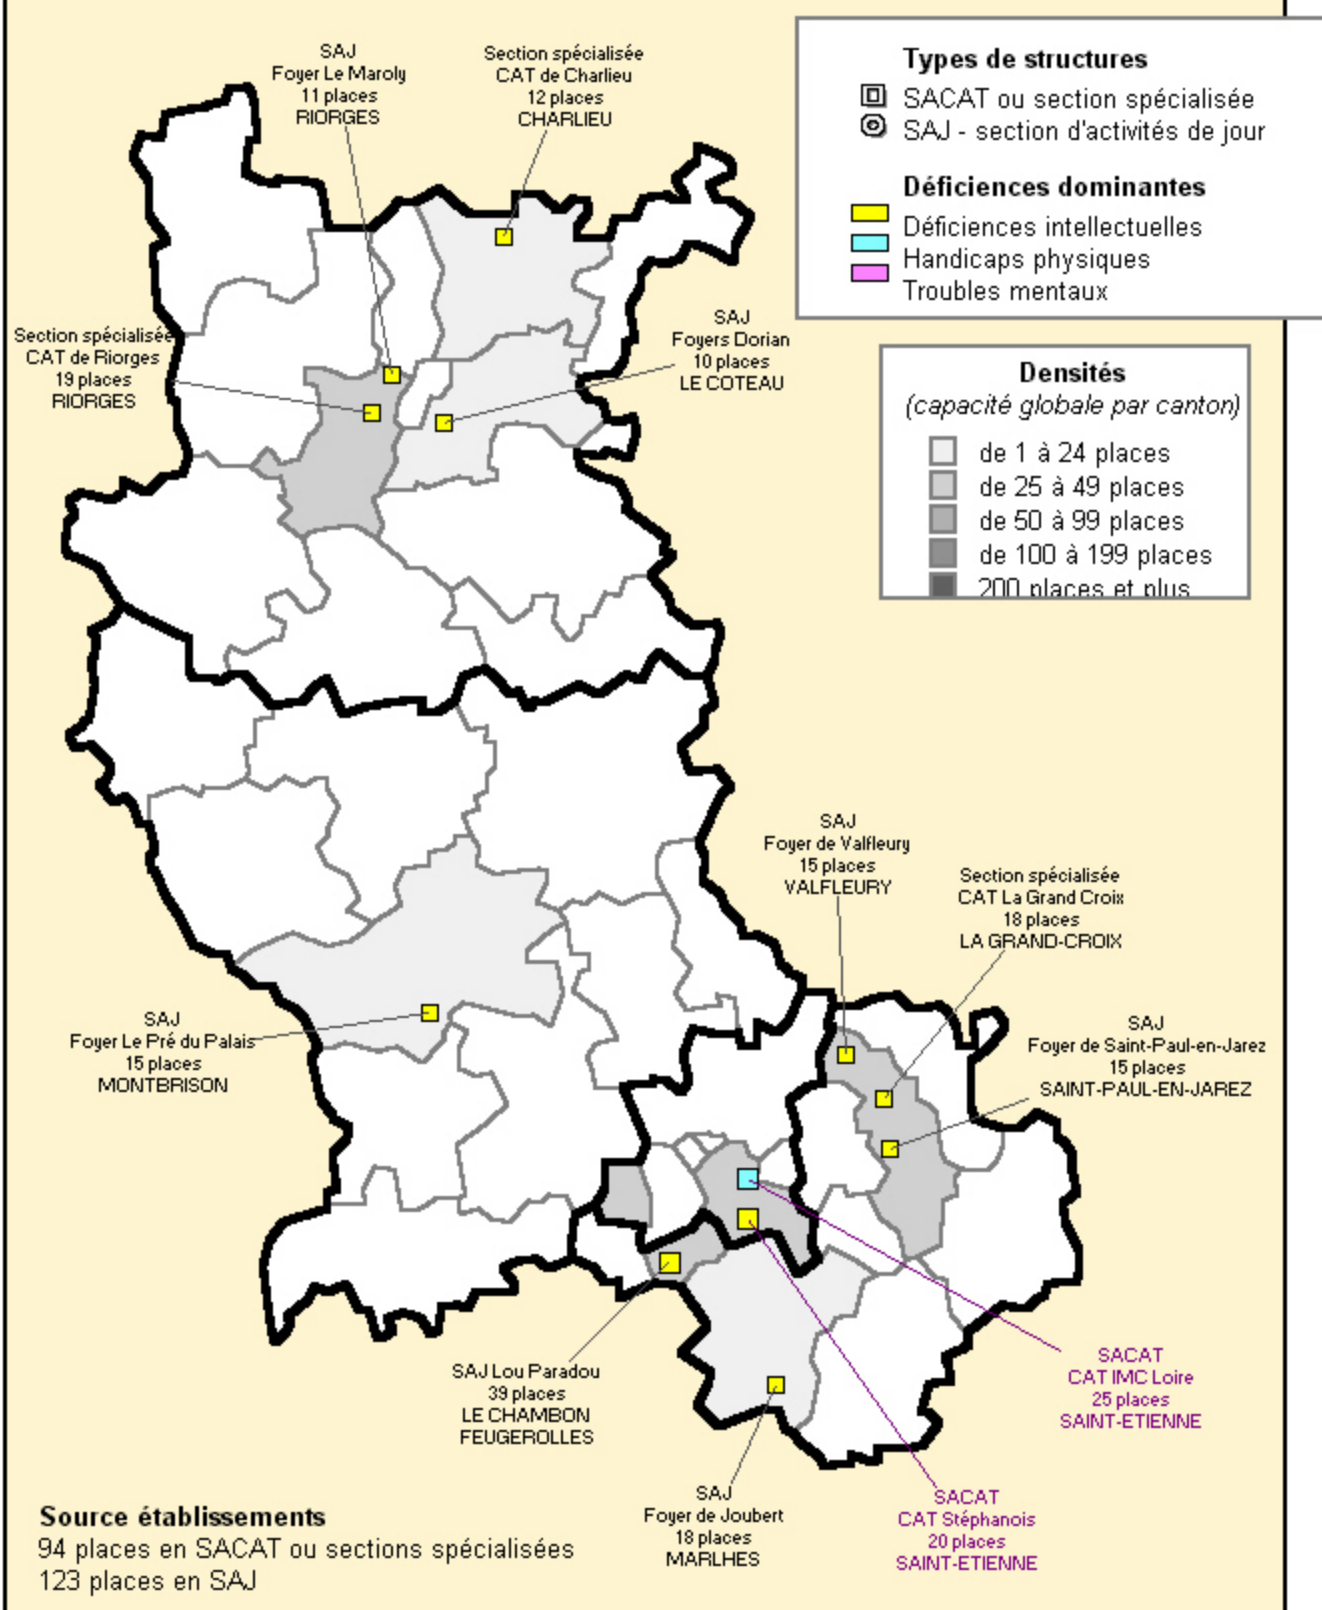 SAJ
Foyer Le Maroly
11 places
RIORGES
Section spécialisée
CAT de Charlieu
12 places
CHARLIEU
Types de structures
SACAT ou section spécialisée
SAJ - section d'activités de jour
Déficiences dominantes
Déficiences intellectuelles
Handicaps physiques
Troubles mentaux
Section spécialisée
CAT de Riorges
19 places
RIORGES
SAJ
Foyers Dorian
10 places
LE COTEAU
Densités
(capacité globale par canton)
de 1 à 24 places
de 25 à 49 places
de 50 à 99 places
de 100 à 199 places
200 places et plus
SAJ
Foyer de Valfleury
15 places
VALFLEURY
Section spécialisée
CAT La Grand Croix
18 places
LA GRAND-CROIX
SAJ
Foyer Le Pré du Palais
15 places
MONTBRISON
SAJ
Foyer de Saint-Paul-en-Jarez
15 places
SAINT-PAUL-EN-JAREZ
SAJ Lou Paradou
39 places
LE CHAMBON
FEUGEROLLES
SACAT
CAT IMC Loire
25 places
SAINT-ETIENNE
SAJ
Foyer de Joubert
18 places
MARLHES
SACAT
CAT Stéphanois
20 places
SAINT-ETIENNE
Source établissements
94 places en SACAT ou sections spécialisées
123 places en SAJ